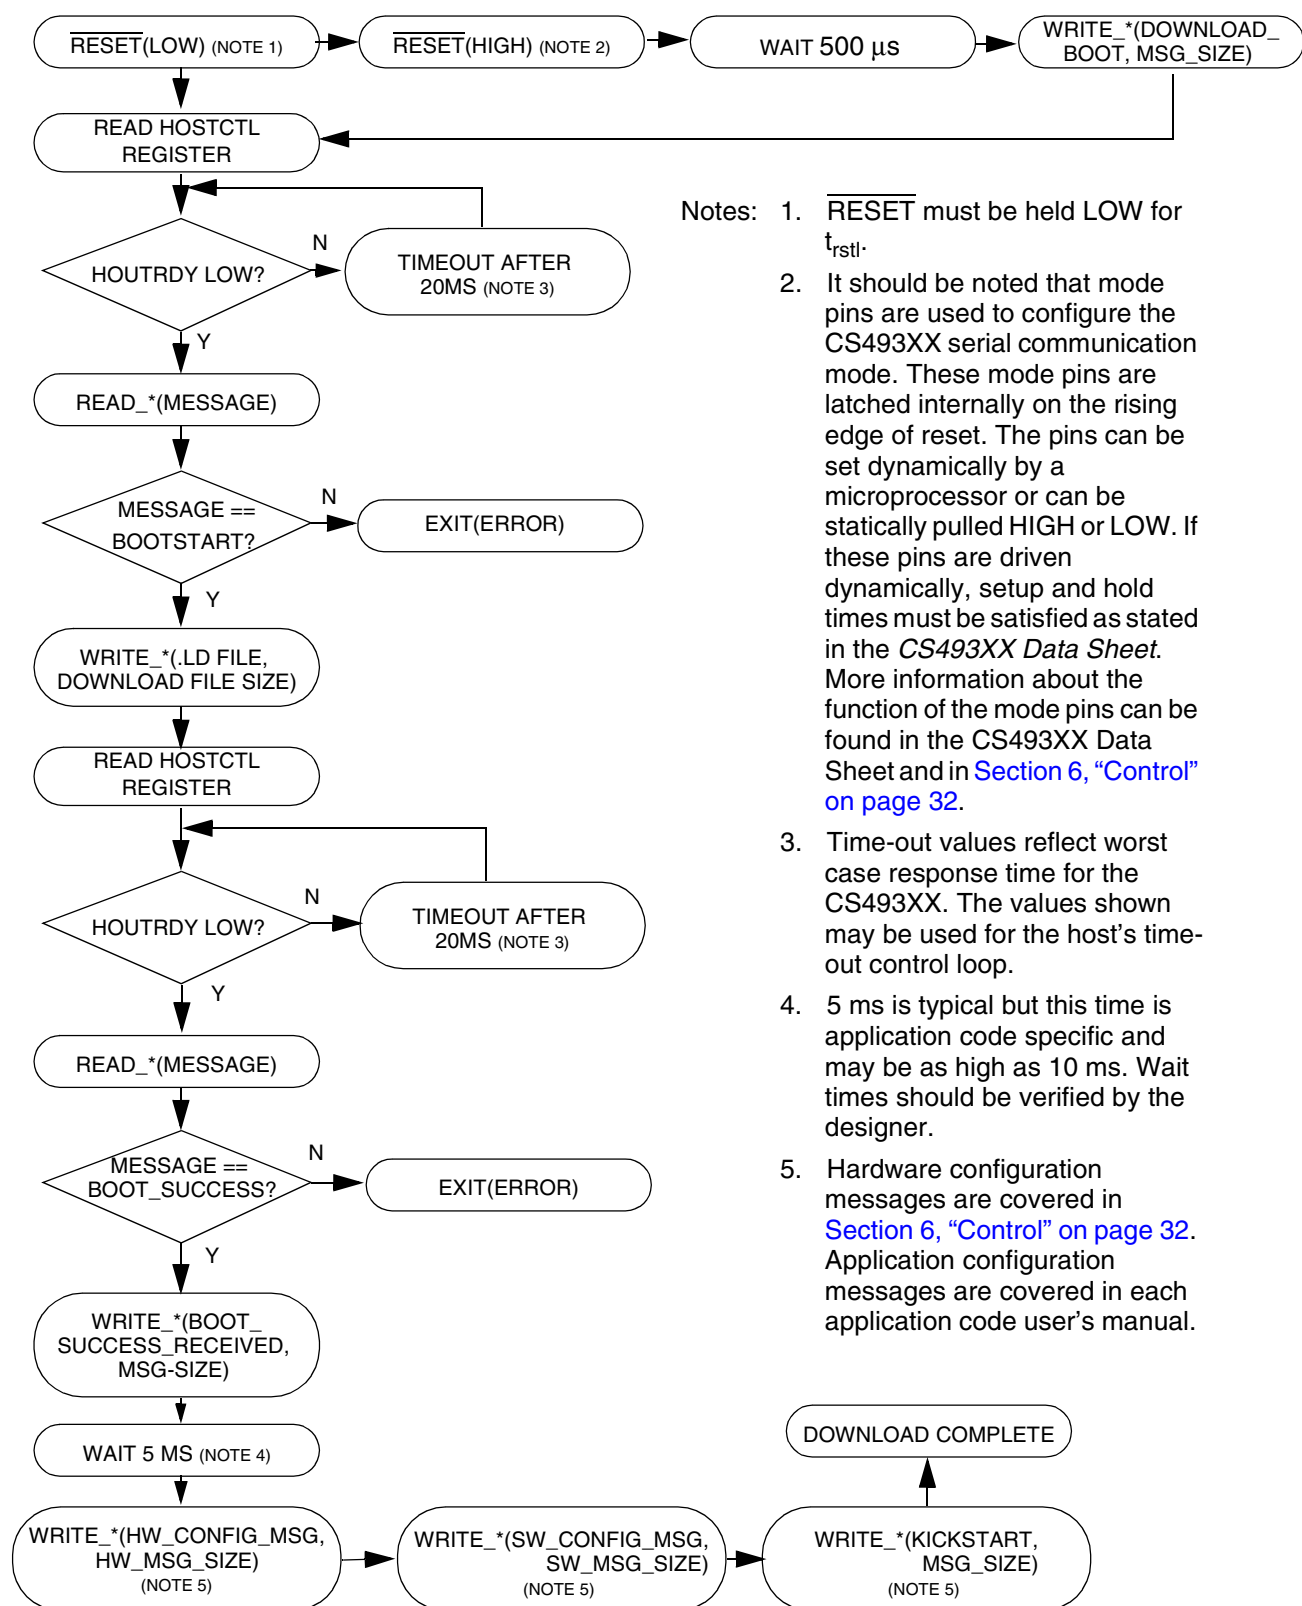 RESET(LOW) (NOTE 1)
RESET(HIGH) (NOTE 2)
WAIT 500 μs
WRITE_*(DOWNLOAD_
BOOT, MSG_SIZE)
READ HOSTCTL
REGISTER
HOUTRDY LOW?
N
TIMEOUT AFTER
20MS (NOTE 3)
Y
READ_*(MESSAGE)
MESSAGE ==
BOOTSTART?
N
EXIT(ERROR)
Y
WRITE_*(.LD FILE,
DOWNLOAD FILE SIZE)
READ HOSTCTL
REGISTER
HOUTRDY LOW?
N
TIMEOUT AFTER
20MS (NOTE 3)
Y
READ_*(MESSAGE)
MESSAGE ==
BOOT_SUCCESS?
N
EXIT(ERROR)
Y
WRITE_*(BOOT_
SUCCESS_RECEIVED,
MSG-SIZE)
WAIT 5 MS (NOTE 4)
WRITE_*(HW_CONFIG_MSG,
HW_MSG_SIZE)
(NOTE 5)
WRITE_*(SW_CONFIG_MSG,
SW_MSG_SIZE)
(NOTE 5)
WRITE_*(KICKSTART,
MSG_SIZE)
(NOTE 5)
DOWNLOAD COMPLETE
Notes: 1. RESET must be held LOW for
trstl.
2. It should be noted that mode
pins are used to configure the
CS493XX serial communication
mode. These mode pins are
latched internally on the rising
edge of reset. The pins can be
set dynamically by a
microprocessor or can be
statically pulled HIGH or LOW. If
these pins are driven
dynamically, setup and hold
times must be satisfied as stated
in the CS493XX Data Sheet.
More information about the
function of the mode pins can be
found in the CS493XX Data
Sheet and in Section 6, “Control”
on page 32.
3. Time-out values reflect worst
case response time for the
CS493XX. The values shown
may be used for the host’s time-
out control loop.
4. 5 ms is typical but this time is
application code specific and
may be as high as 10 ms. Wait
times should be verified by the
designer.
5. Hardware configuration
messages are covered in
Section 6, “Control” on page 32.
Application configuration
messages are covered in each
application code user’s manual.